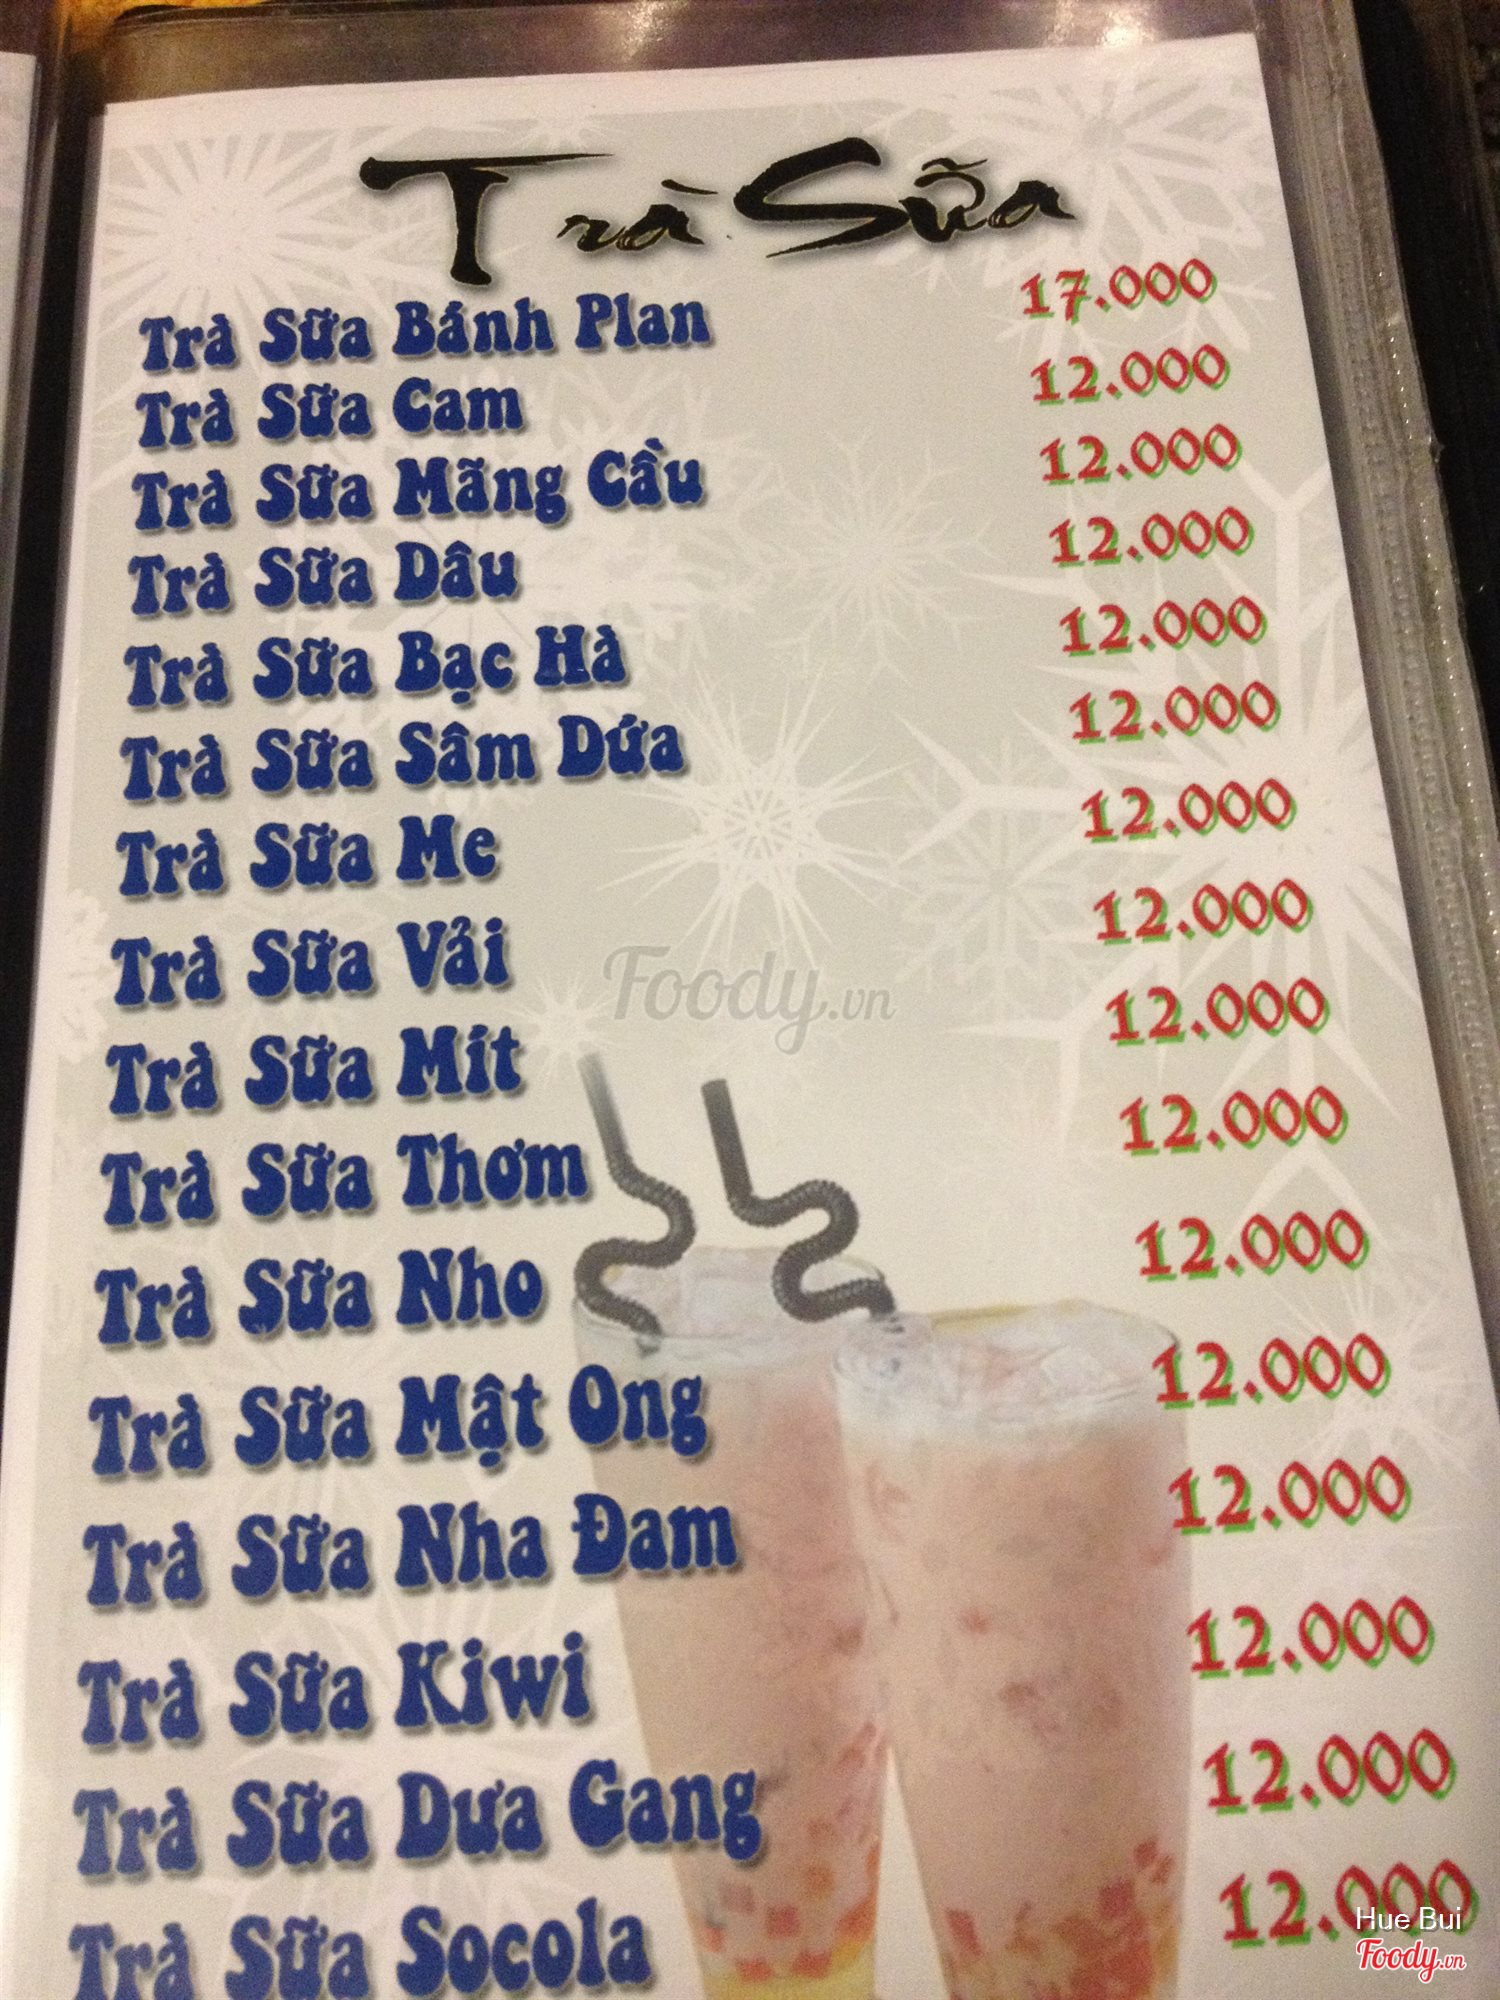 Trà Sữa
Trà Sữa Bánh Plan 17.000
Trà Sữa Cam 12.000
Trà Sữa Mãng Cầu 12.000
Trà Sữa Dâu 12.000
Trà Sữa Bạc Hà 12.000
Trà Sữa Sâm Dứa 12.000
Trà Sữa Me 12.000
Trà Sữa Vải 12.000
Trà Sữa Mít 12.000
Trà Sữa Thơm 12.000
Trà Sữa Nho 12.000
Trà Sữa Mật Ong 12.000
Trà Sữa Nha Đam 12.000
Trà Sữa Kiwi 12.000
Trà Sữa Dưa Gang 12.000
Trà Sữa Socola 12.000
Foody.vn
Hue Bui
Foody.vn